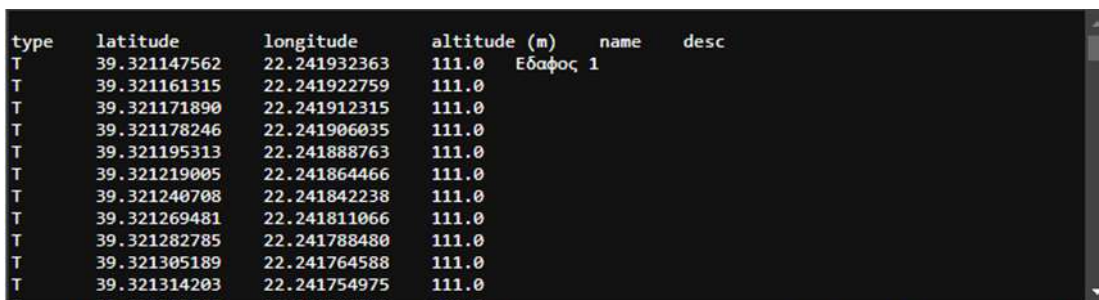 type latitude longitude altitude (m) name desc
T 39.321147562 22.241932363 111.0 Εδαφος 1
T 39.321161315 22.241922759 111.0
T 39.321171890 22.241912315 111.0
T 39.321178246 22.241906035 111.0
T 39.321195313 22.241888763 111.0
T 39.321219005 22.241864466 111.0
T 39.321240708 22.241842238 111.0
T 39.321269481 22.241811066 111.0
T 39.321282785 22.241788480 111.0
T 39.321305189 22.241764588 111.0
T 39.321314203 22.241754975 111.0